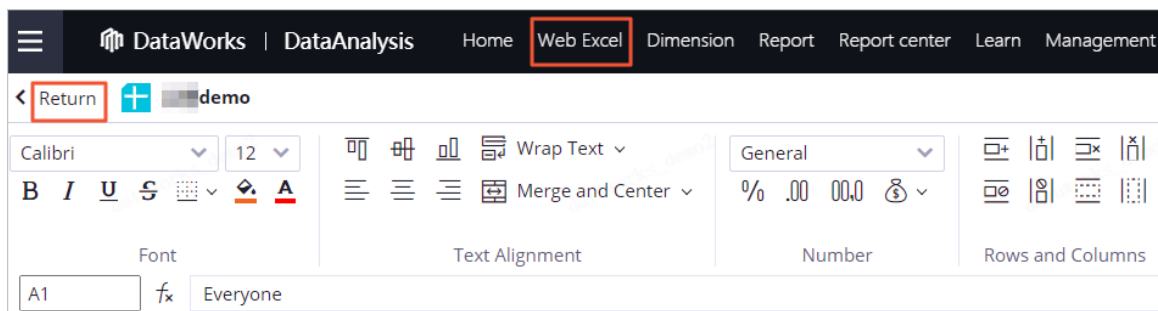 DataWorks | DataAnalysis Home Web Excel Dimension Report Report center Learn Management
Return demo
Calibri 12 Wrap Text General
B I U S A Merge and Center % .00 00,0 $
Font Text Alignment Number Rows and Columns
A1 fx Everyone